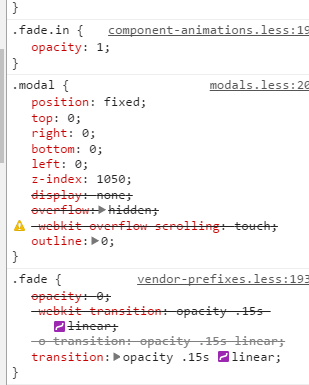 }
.fade.in { component-animations.less:19
opacity: 1;
}
.modal { modals.less:20
position: fixed;
top: 0;
right: 0;
bottom: 0;
left: 0;
z-index: 1050;
display: none;
overflow: hidden;
-webkit-overflow-scrolling: touch;
outline: 0;
}
.fade { vendor-prefixes.less:193
opacity: 0;
-webkit-transition: opacity .15s
linear;
-o-transition: opacity .15s linear;
transition: opacity .15s linear;
}